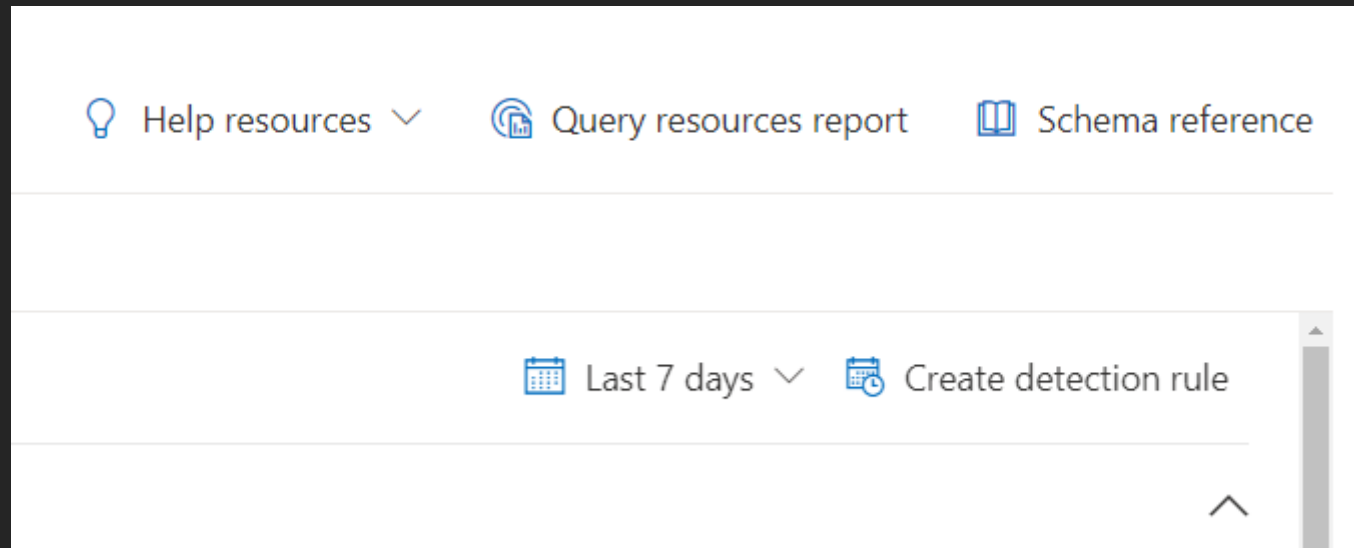 Help resources Query resources report Schema reference
Last 7 days Create detection rule